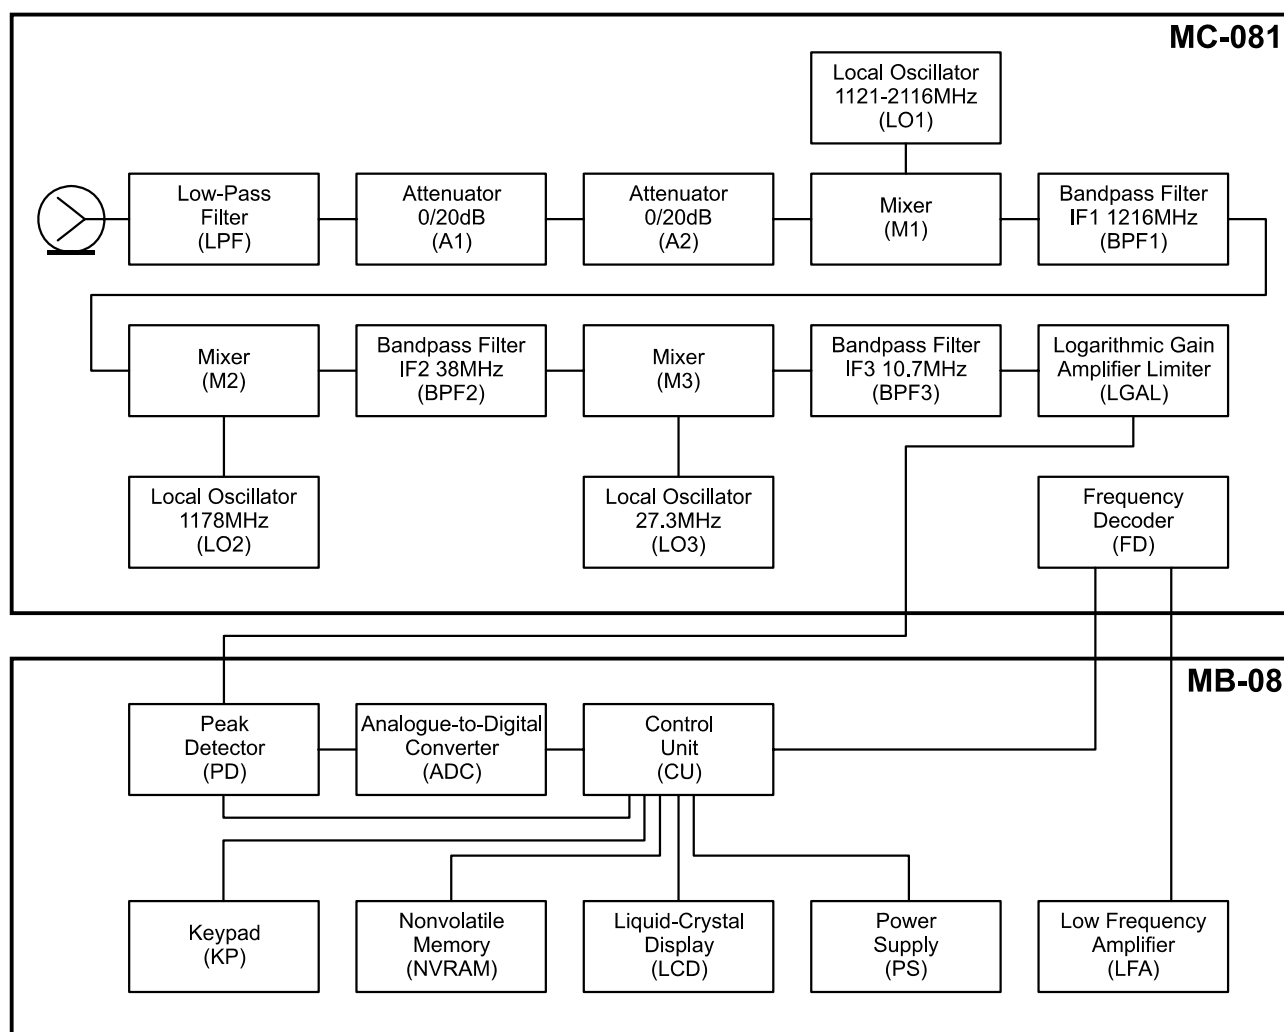 MC-081
Local Oscillator
1121-2116MHz
(LO1)
Low-Pass
Filter
(LPF)
Attenuator
0/20dB
(A1)
Attenuator
0/20dB
(A2)
Mixer
(M1)
Bandpass Filter
IF1 1216MHz
(BPF1)
Mixer
(M2)
Bandpass Filter
IF2 38MHz
(BPF2)
Mixer
(M3)
Bandpass Filter
IF3 10.7MHz
(BPF3)
Logarithmic Gain
Amplifier Limiter
(LGAL)
Local Oscillator
1178MHz
(LO2)
Local Oscillator
27.3MHz
(LO3)
Frequency
Decoder
(FD)
MB-08
Peak
Detector
(PD)
Analogue-to-Digital
Converter
(ADC)
Control
Unit
(CU)
Keypad
(KP)
Nonvolatile
Memory
(NVRAM)
Liquid-Crystal
Display
(LCD)
Power
Supply
(PS)
Low Frequency
Amplifier
(LFA)